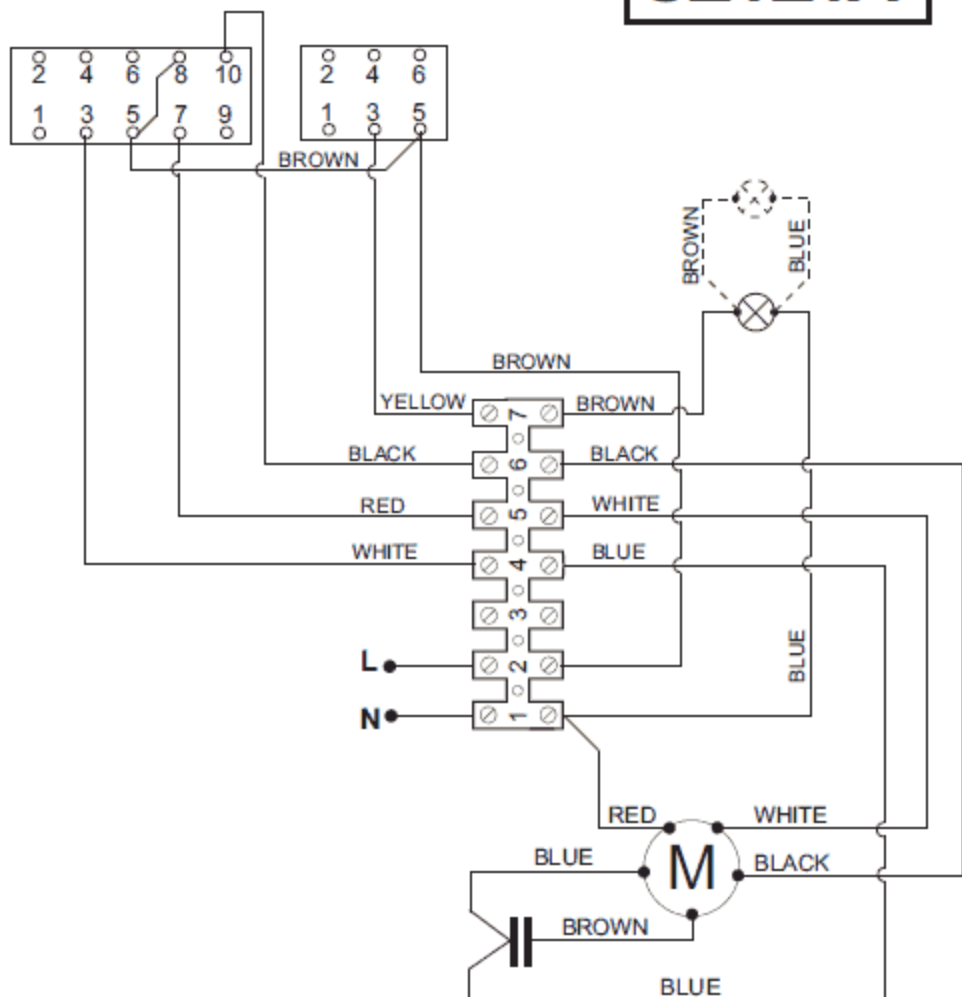 2 4 6 8 10
1 3 5 7 9
2 4 6
1 3 5
BROWN
BROWN
BLUE
BROWN
YELLOW
7
BROWN
BLACK
6
BLACK
RED
5
WHITE
WHITE
4
BLUE
3
BLUE
L
2
N
1
RED
WHITE
BLUE
M
BLACK
BROWN
BLUE